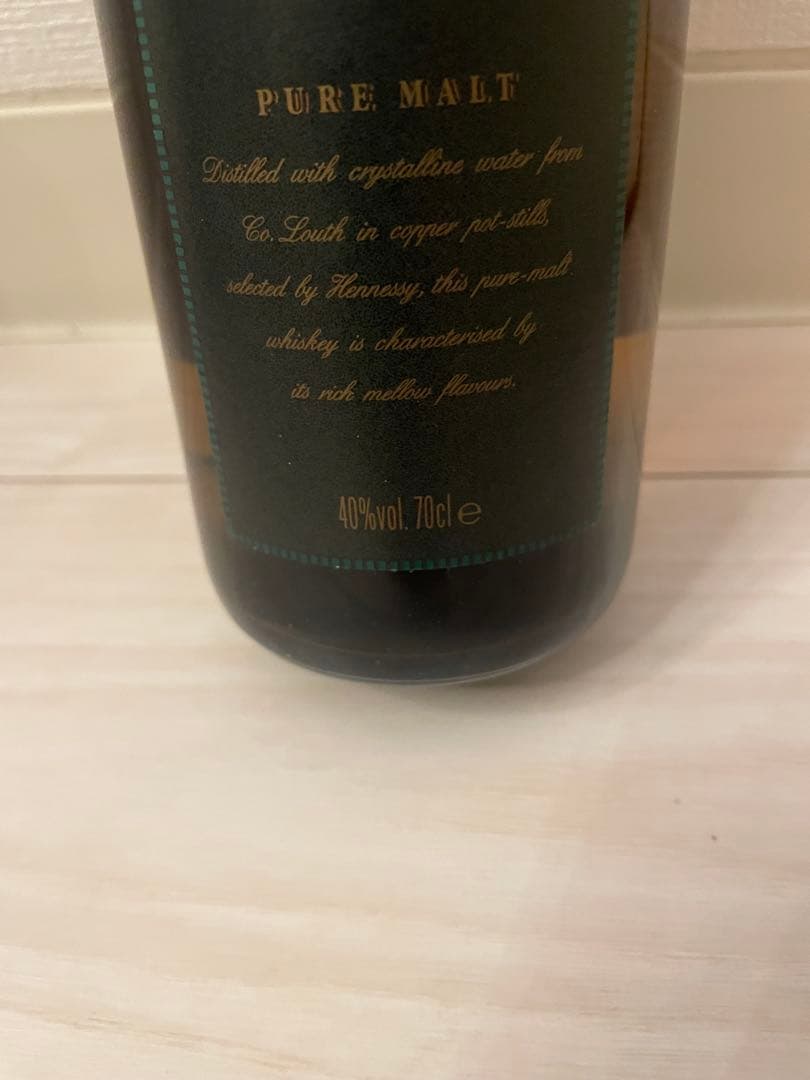 PURE MALT
Distilled with crystalline water from
Co. Louth in copper pot-stills,
selected by Hennessy, this pure-malt
whiskey is characterised by
its rich mellow flavours.
40%vol. 70cl e